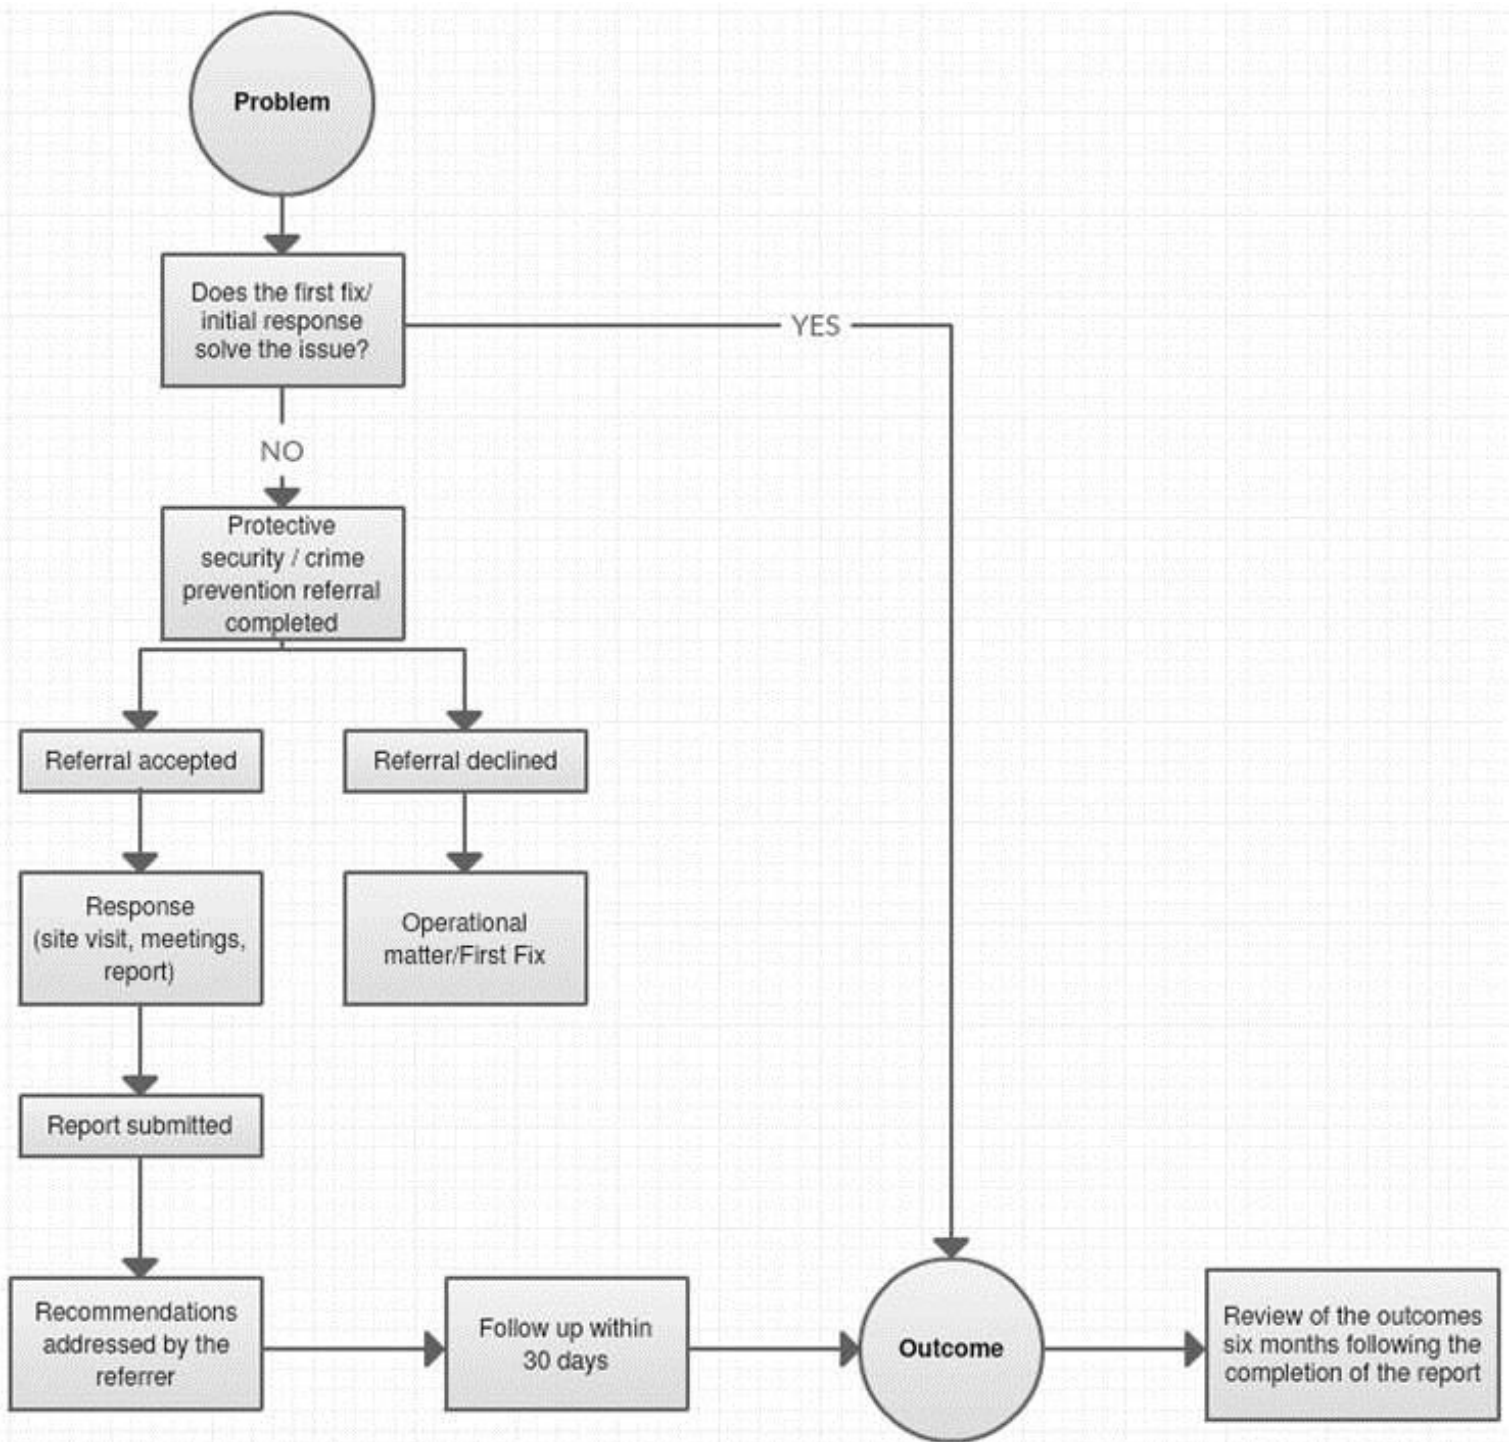 Problem
Does the first fix/
initial response
solve the issue?
YES
NO
Protective
security / crime
prevention referral
completed
Referral accepted
Referral declined
Response
(site visit, meetings,
report)
Operational
matter/First Fix
Report submitted
Recommendations
addressed by the
referrer
Follow up within
30 days
Outcome
Review of the outcomes
six months following the
completion of the report